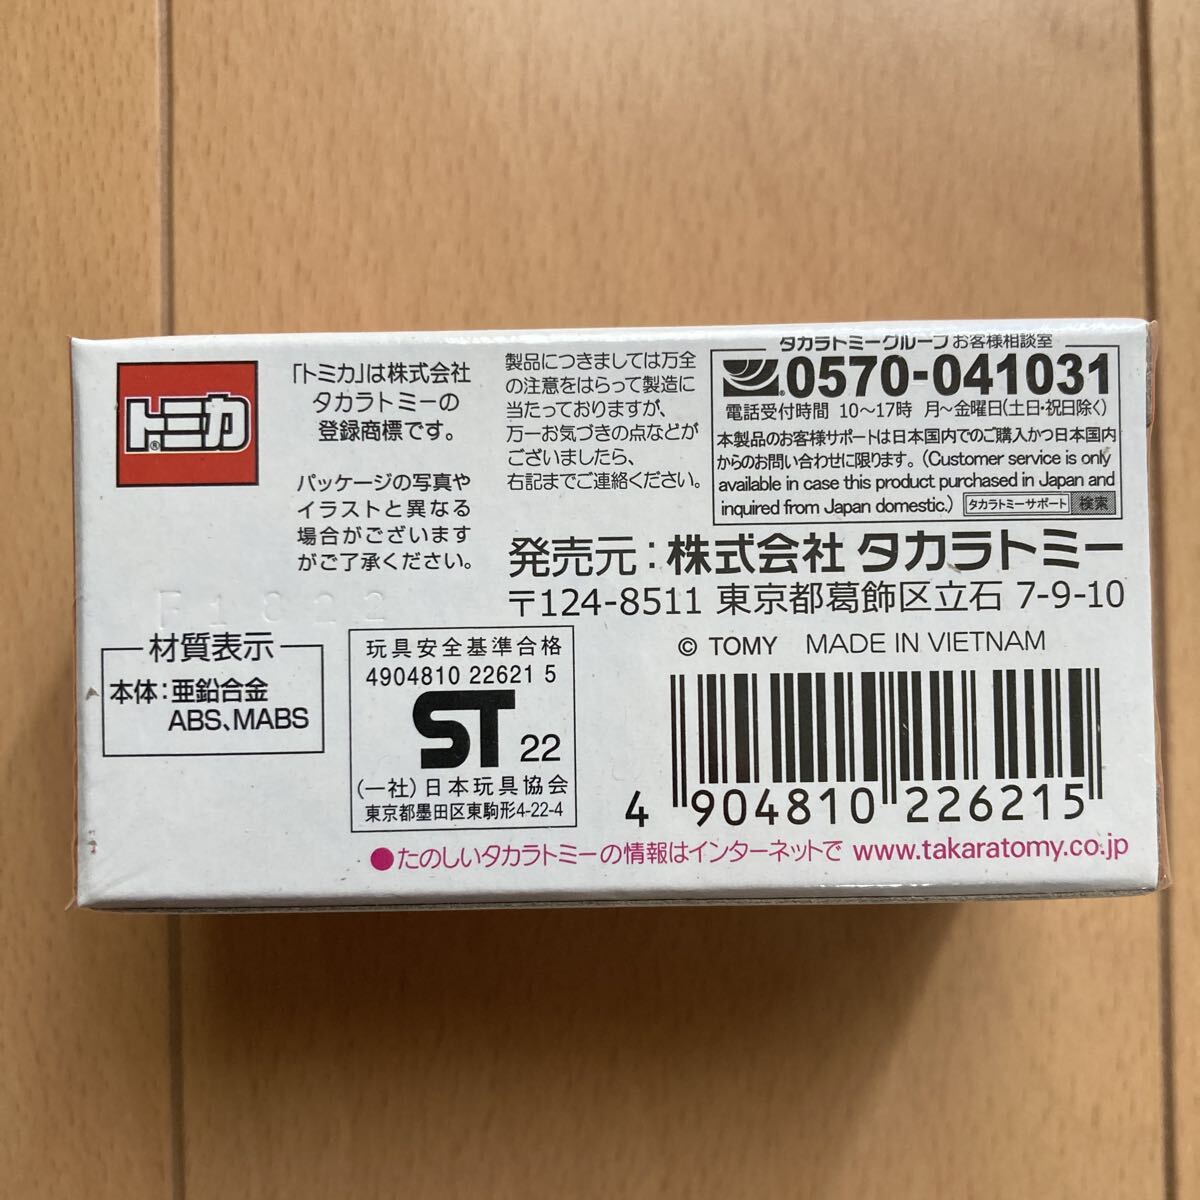 トミカ®
「トミカ」は株式会社
タカラトミーの
登録商標です。
パッケージの写真や
イラストと異なる
場合がございます
がご了承ください。
製品につきましては万全
の注意をはらって製造に
当たっておりますが、
万一お気づきの点などが
ございましたら、
右記までご連絡ください。
タカラトミーグループ お客様相談室
0570-041031
電話受付時間 10〜17時 月〜金曜日(土日・祝日除く)
本製品のお客様サポートは日本国内でのご購入かつ日本国内
からのお問い合わせに限ります。(Customer service is only
available in case this product purchased in Japan and
inquired from Japan domestic.) タカラトミーサポート 検索
発売元：株式会社 タカラトミー
〒124-8511 東京都葛飾区立石 7-9-10
F1822
材質表示
本体：亜鉛合金
ABS、MABS
玩具安全基準合格
4904810 22621 5
ST 22
(一社)日本玩具協会
東京都墨田区東駒形4-22-4
© TOMY MADE IN VIETNAM
4 904810 226215
●たのしいタカラトミーの情報はインターネットで www.takaratomy.co.jp